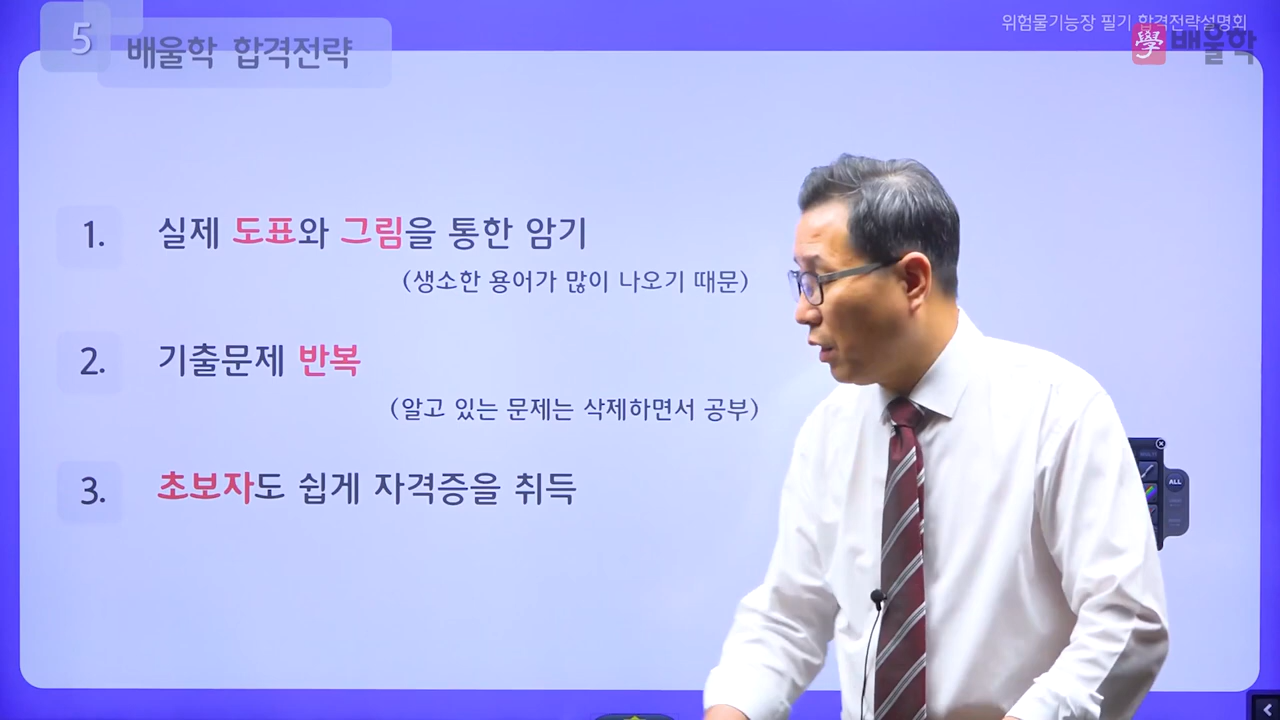 위험물기능장 필기 합격전략설명회
學 배울학
5
배울학 합격전략
1. 실제 도표와 그림을 통한 암기
(생소한 용어가 많이 나오기 때문)
2. 기출문제 반복
(알고 있는 문제는 삭제하면서 공부)
3. 초보자도 쉽게 자격증을 취득
ALL